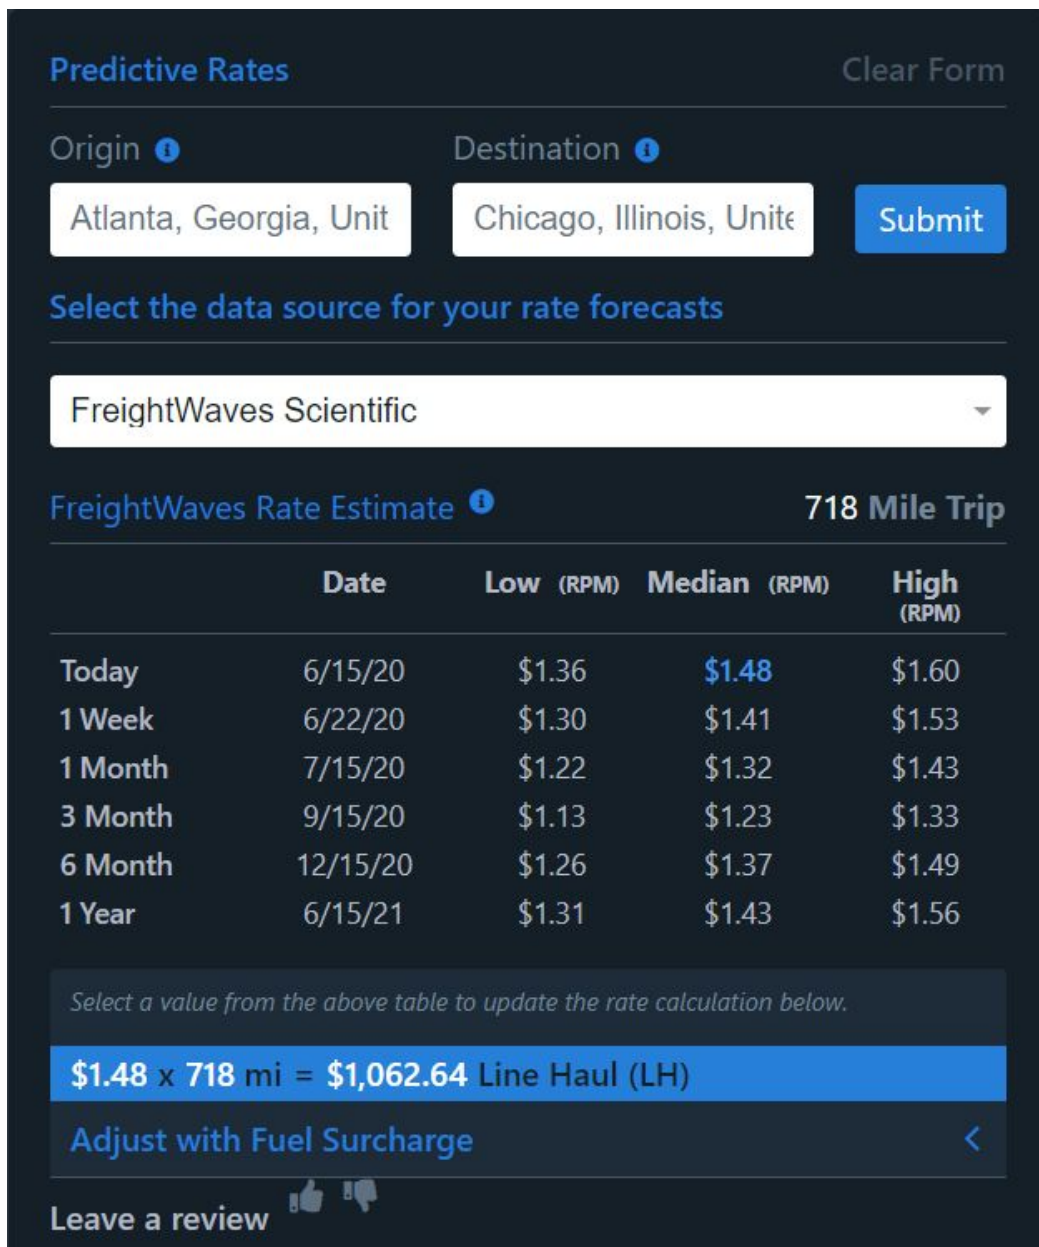 Predictive Rates Clear Form
Origin Destination
Atlanta, Georgia, Unit Chicago, Illinois, Unite Submit
Select the data source for your rate forecasts
FreightWaves Scientific
FreightWaves Rate Estimate 718 Mile Trip
Date Low (RPM) Median (RPM) High (RPM)
Today 6/15/20 $1.36 $1.48 $1.60
1 Week 6/22/20 $1.30 $1.41 $1.53
1 Month 7/15/20 $1.22 $1.32 $1.43
3 Month 9/15/20 $1.13 $1.23 $1.33
6 Month 12/15/20 $1.26 $1.37 $1.49
1 Year 6/15/21 $1.31 $1.43 $1.56
Select a value from the above table to update the rate calculation below.
$1.48 x 718 mi = $1,062.64 Line Haul (LH)
Adjust with Fuel Surcharge
Leave a review